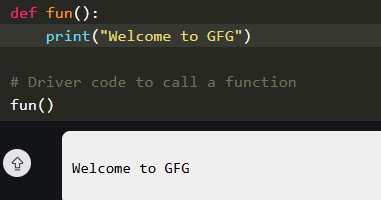 def fun():
    print("Welcome to GFG")
# Driver code to call a function
fun()
Welcome to GFG